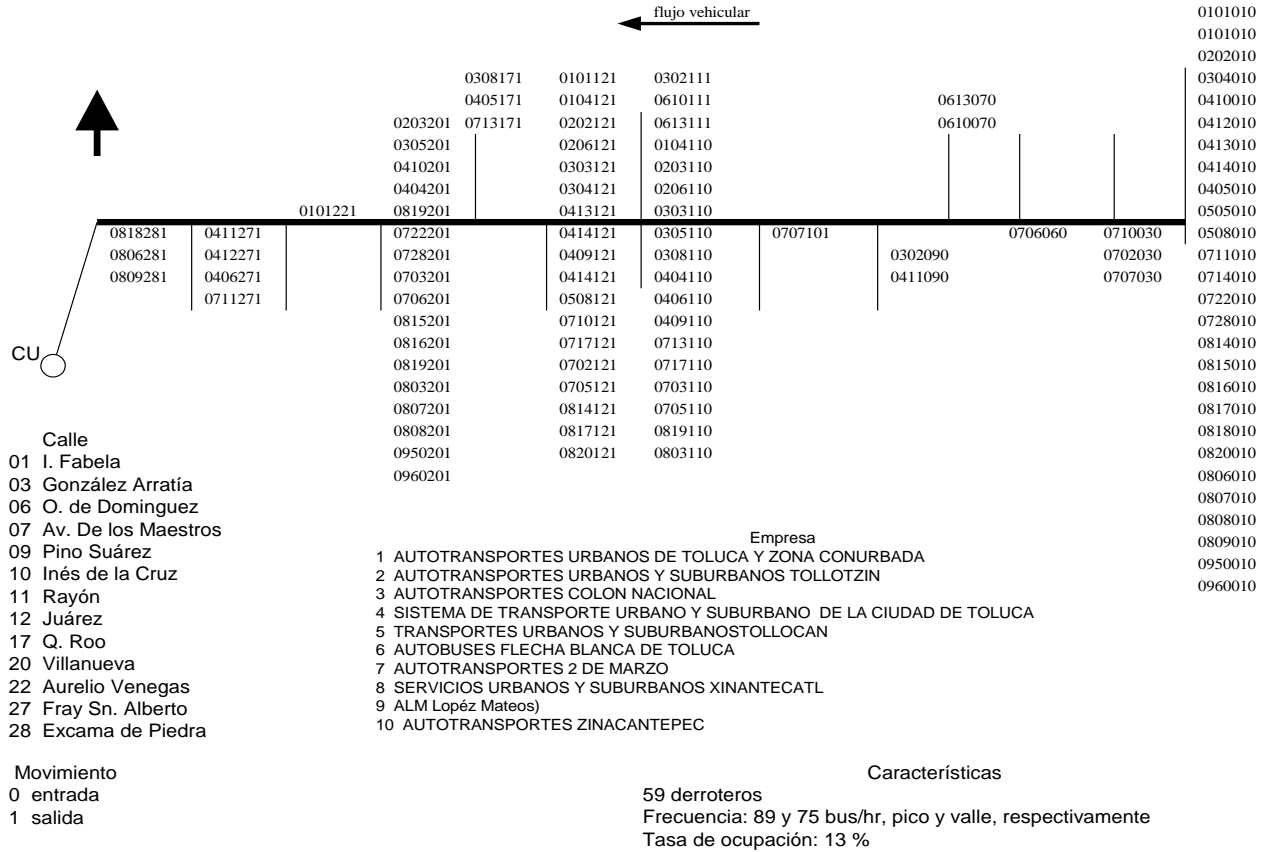 flujo vehicular
0101010
0101010
0202010
0308171 0101121 0302111 0304010
0405171 0104121 0610111 0613070 0410010
0203201 0713171 0202121 0613111 0610070 0412010
0305201 0206121 0104110 0413010
0410201 0303121 0203110 0414010
0404201 0304121 0206110 0405010
0101221 0819201 0413121 0303110 0505010
0818281 0411271 0722201 0414121 0305110 0707101 0706060 0710030 0508010
0806281 0412271 0728201 0409121 0308110 0302090 0702030 0711010
0809281 0406271 0703201 0414121 0404110 0411090 0707030 0714010
0711271 0706201 0508121 0406110 0722010
0815201 0710121 0409110 0728010
0816201 0717121 0713110 0814010
CU 0819201 0702121 0717110 0815010
0803201 0705121 0703110 0816010
0807201 0814121 0705110 0817010
0808201 0817121 0819110 0818010
0950201 0820121 0803110 0820010
0960201 0806010
0807010
0808010
0809010
0950010
0960010
Calle
01 I. Fabela
03 González Arratía
06 O. de Dominguez
07 Av. De los Maestros
09 Pino Suárez
10 Inés de la Cruz
11 Rayón
12 Juárez
17 Q. Roo
20 Villanueva
22 Aurelio Venegas
27 Fray Sn. Alberto
28 Excama de Piedra
Empresa
1 AUTOTRANSPORTES URBANOS DE TOLUCA Y ZONA CONURBADA
2 AUTOTRANSPORTES URBANOS Y SUBURBANOS TOLLOTZIN
3 AUTOTRANSPORTES COLON NACIONAL
4 SISTEMA DE TRANSPORTE URBANO Y SUBURBANO DE LA CIUDAD DE TOLUCA
5 TRANSPORTES URBANOS Y SUBURBANOSTOLLOCAN
6 AUTOBUSES FLECHA BLANCA DE TOLUCA
7 AUTOTRANSPORTES 2 DE MARZO
8 SERVICIOS URBANOS Y SUBURBANOS XINANTECATL
9 ALM Lopéz Mateos)
10 AUTOTRANSPORTES ZINACANTEPEC
Movimiento
0 entrada
1 salida
Características
59 derroteros
Frecuencia: 89 y 75 bus/hr, pico y valle, respectivamente
Tasa de ocupación: 13 %